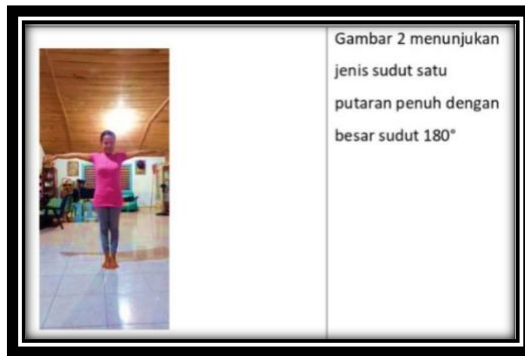 Gambar 2 menunjukan
jenis sudut satu
putaran penuh dengan
besar sudut 180°